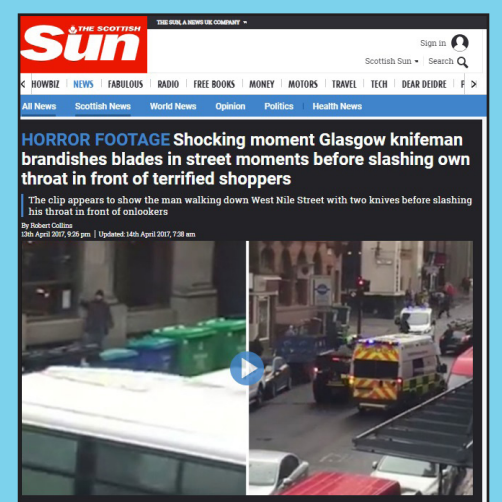 THE SCOTTISH
Sun
THE SUN, A NEWS UK COMPANY
Sign in
Scottish Sun
Search
HOWBIZ NEWS FABULOUS RADIO FREE BOOKS MONEY MOTORS TRAVEL TECH DEAR DEIDRE F
All News Scottish News World News Opinion Politics Health News
HORROR FOOTAGE Shocking moment Glasgow knifeman
brandishes blades in street moments before slashing own
throat in front of terrified shoppers
The clip appears to show the man walking down West Nile Street with two knives before slashing
his throat in front of onlookers
By Robert Collins
13th April 2017, 9:26 pm | Updated: 14th April 2017, 7:38 am